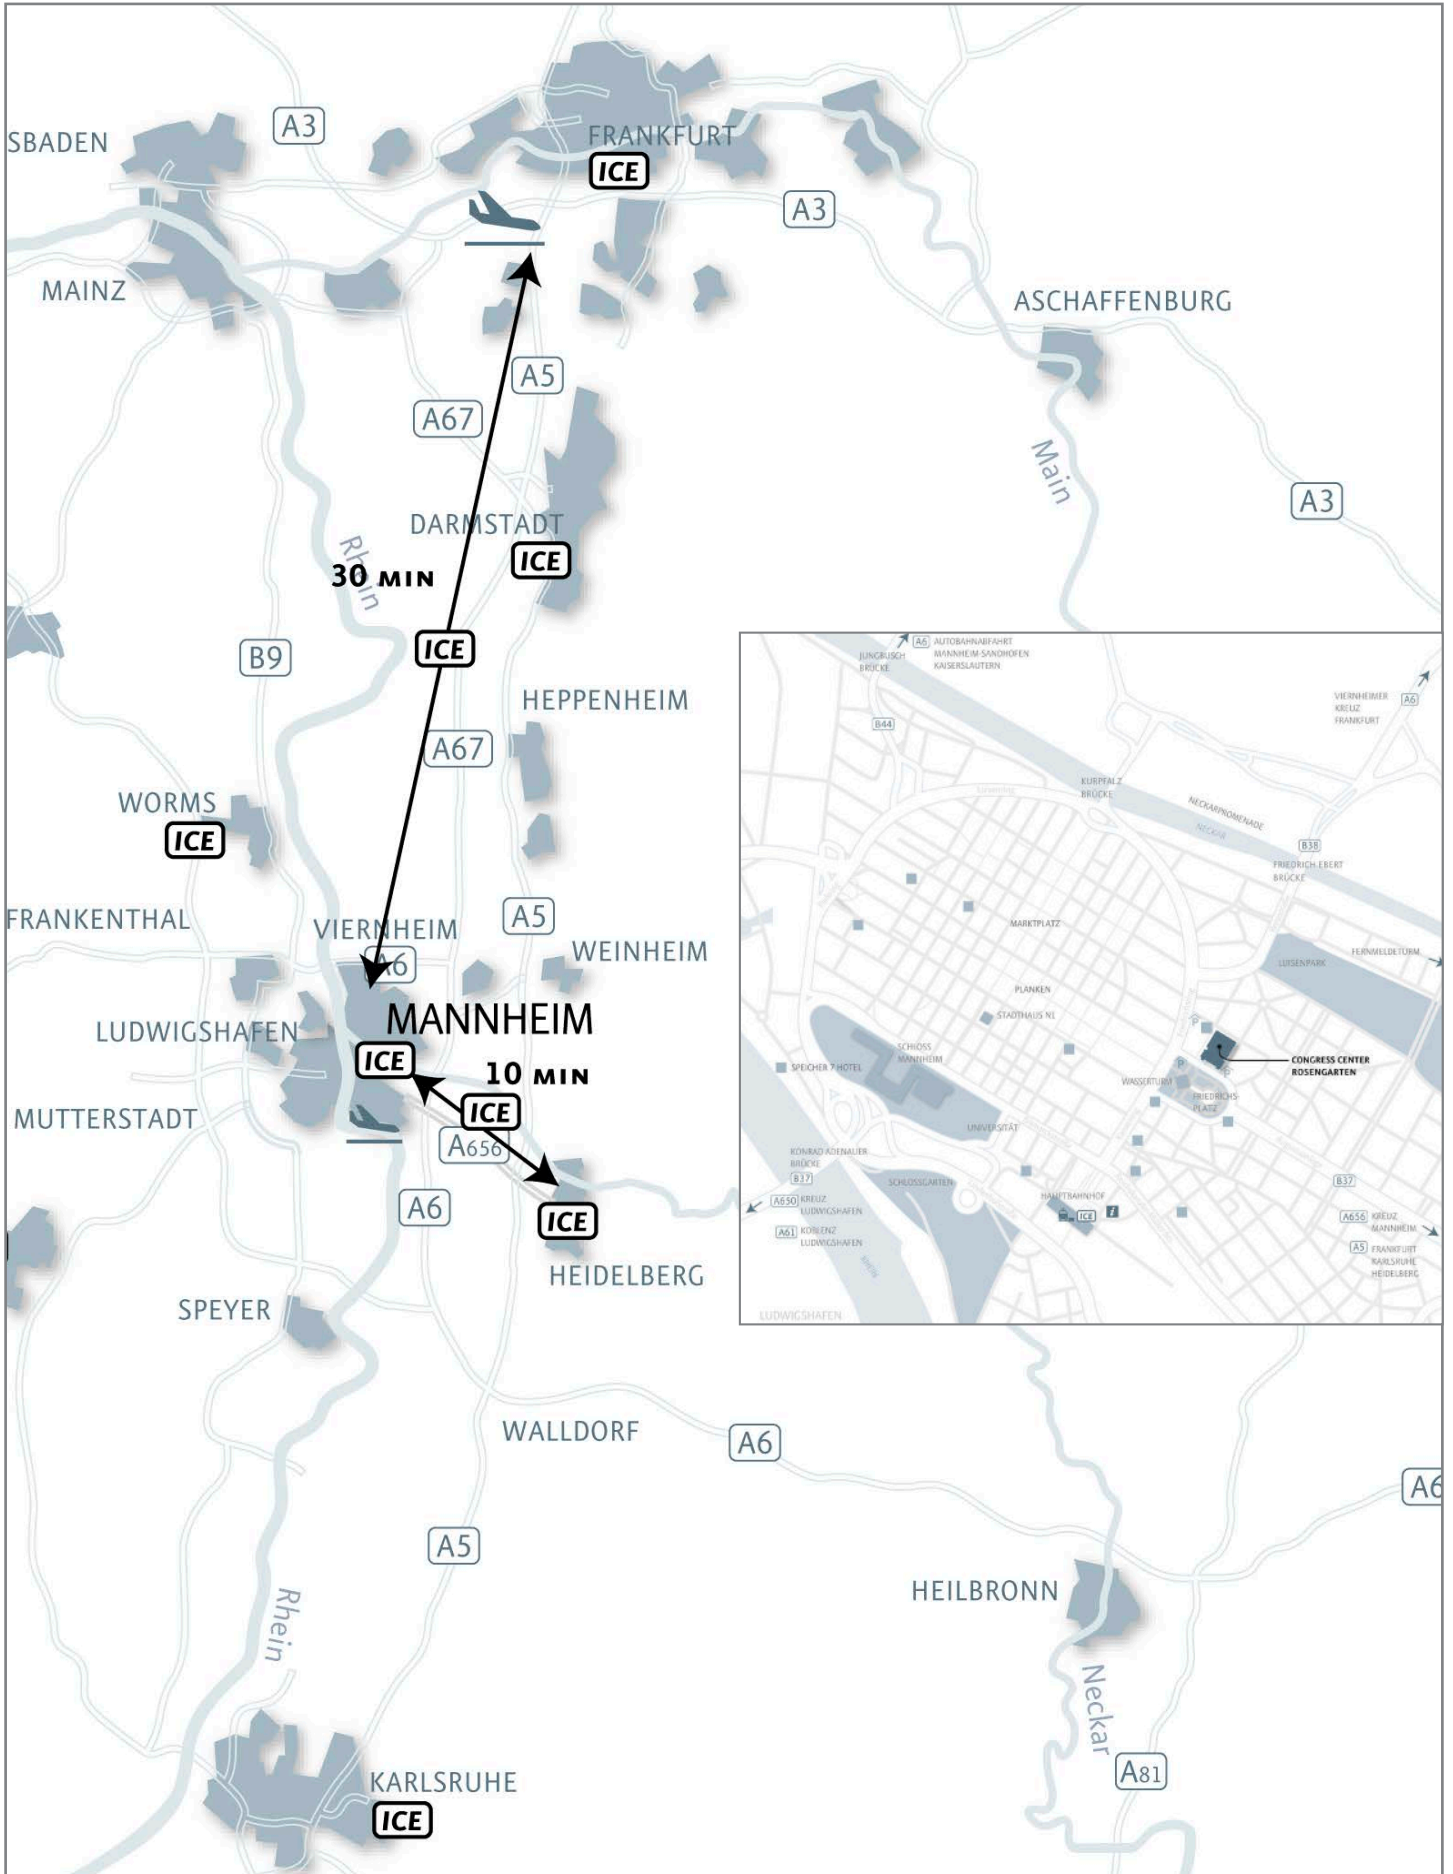 SBADEN
A3
FRANKFURT
ICE
A3
MAINZ
ASCHAFFENBURG
A5
A67
Main
A3
DARMSTADT
ICE
Rhein
30 MIN
ICE
B9
HEPPENHEIM
A67
WORMS
ICE
FRANKENTHAL
VIERNHEIM
A5
A6
WEINHEIM
MANNHEIM
LUDWIGSHAFEN
ICE
10 MIN
ICE
MUTTERSTADT
A656
A6
ICE
HEIDELBERG
SPEYER
WALLDORF
A6
A6
A5
HEILBRONN
Rhein
Neckar
A81
KARLSRUHE
ICE
JUNGBUSCH
BRÜCKE
A6
AUTOBAHNABFAHRT
MANNHEIM-SANDHOFEN
KAISERSLAUTERN
VIERNHEIMER
KREUZ
FRANKFURT
A6
B44
KURPFALZ
BRÜCKE
NECKARPROMENADE
NECKAR
B38
FRIEDRICH EBERT
BRÜCKE
MARKTPLATZ
FERNMELDETURM
LUISENPARK
PLANKEN
STADTHAUS N1
P
SCHLOSS
MANNHEIM
SPEICHER 7 HOTEL
P
CONGRESS CENTER
ROSENGARTEN
WASSERTURM
FRIEDRICHS-
PLATZ
UNIVERSITÄT
KONRAD ADENAUER
BRÜCKE
B37
SCHLOSSGARTEN
B37
A650
KREUZ
LUDWIGSHAFEN
HAUPTBAHNHOF
ICE
i
A61
KOBLENZ
LUDWIGSHAFEN
A656
KREUZ
MANNHEIM
A5
FRANKFURT
KARLSRUHE
HEIDELBERG
RHEIN
LUDWIGSHAFEN